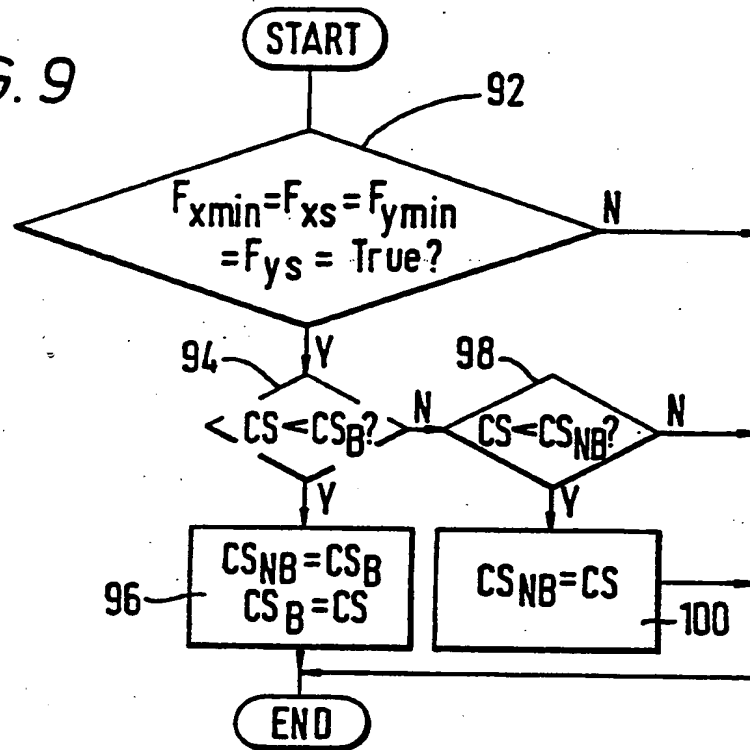 START
G. 9
92
Fxmin=Fxs=Fymin
=Fys= True?
N
Y
94
98
CS<CSB?
N
CS<CSNB?
N
Y
Y
CSNB=CSB
CSB=CS
96
CSNB=CS
100
END